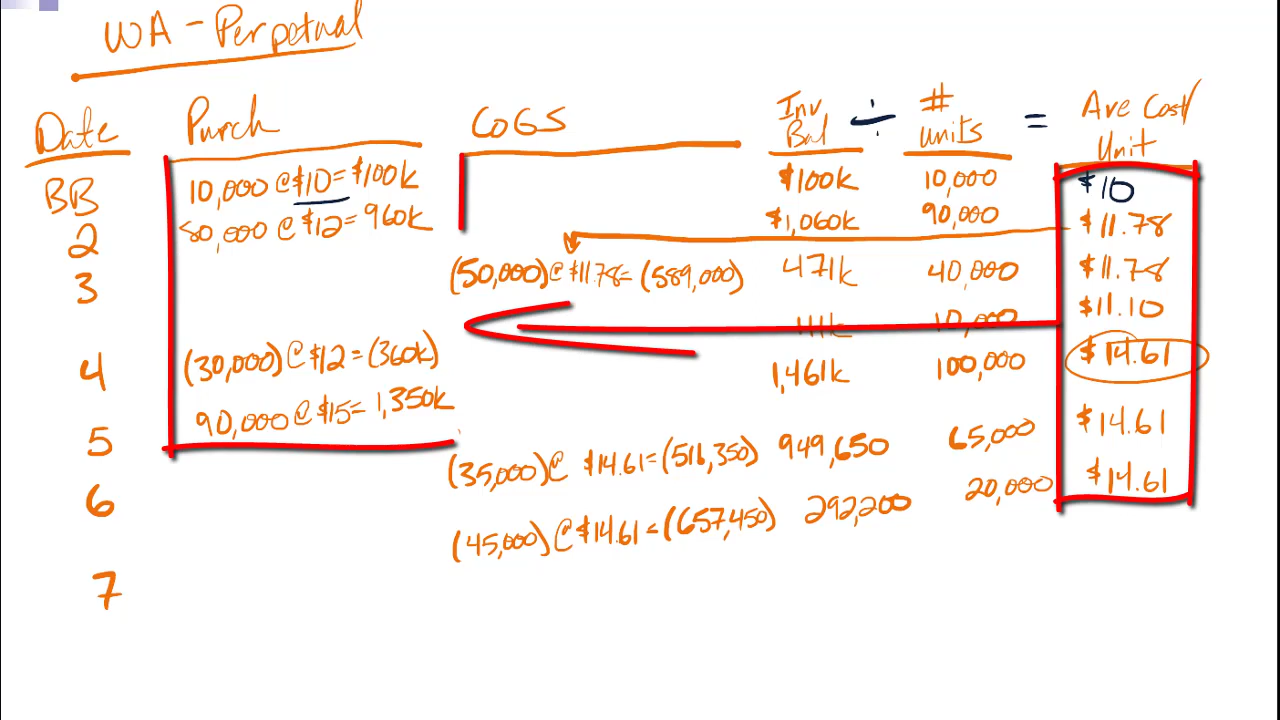 WA - Perpetual
Date Purch COGS Inv Bal ÷ # units = Ave Cost/ Unit
BB 10,000 @ $10 = $100k $100k 10,000 $10
2 80,000 @ $12 = 960k $1,060k 90,000 $11.78
3 (50,000) @ $11.78 = (589,000) 471k 40,000 $11.78
4 (30,000) @ $12 = (360k) 111k 10,000 $11.10
5 90,000 @ $15 = 1,350k 1,461k 100,000 $14.61
6 (35,000) @ $14.61 = (516,350) 949,650 65,000 $14.61
7 (45,000) @ $14.61 = (657,450) 292,200 20,000 $14.61